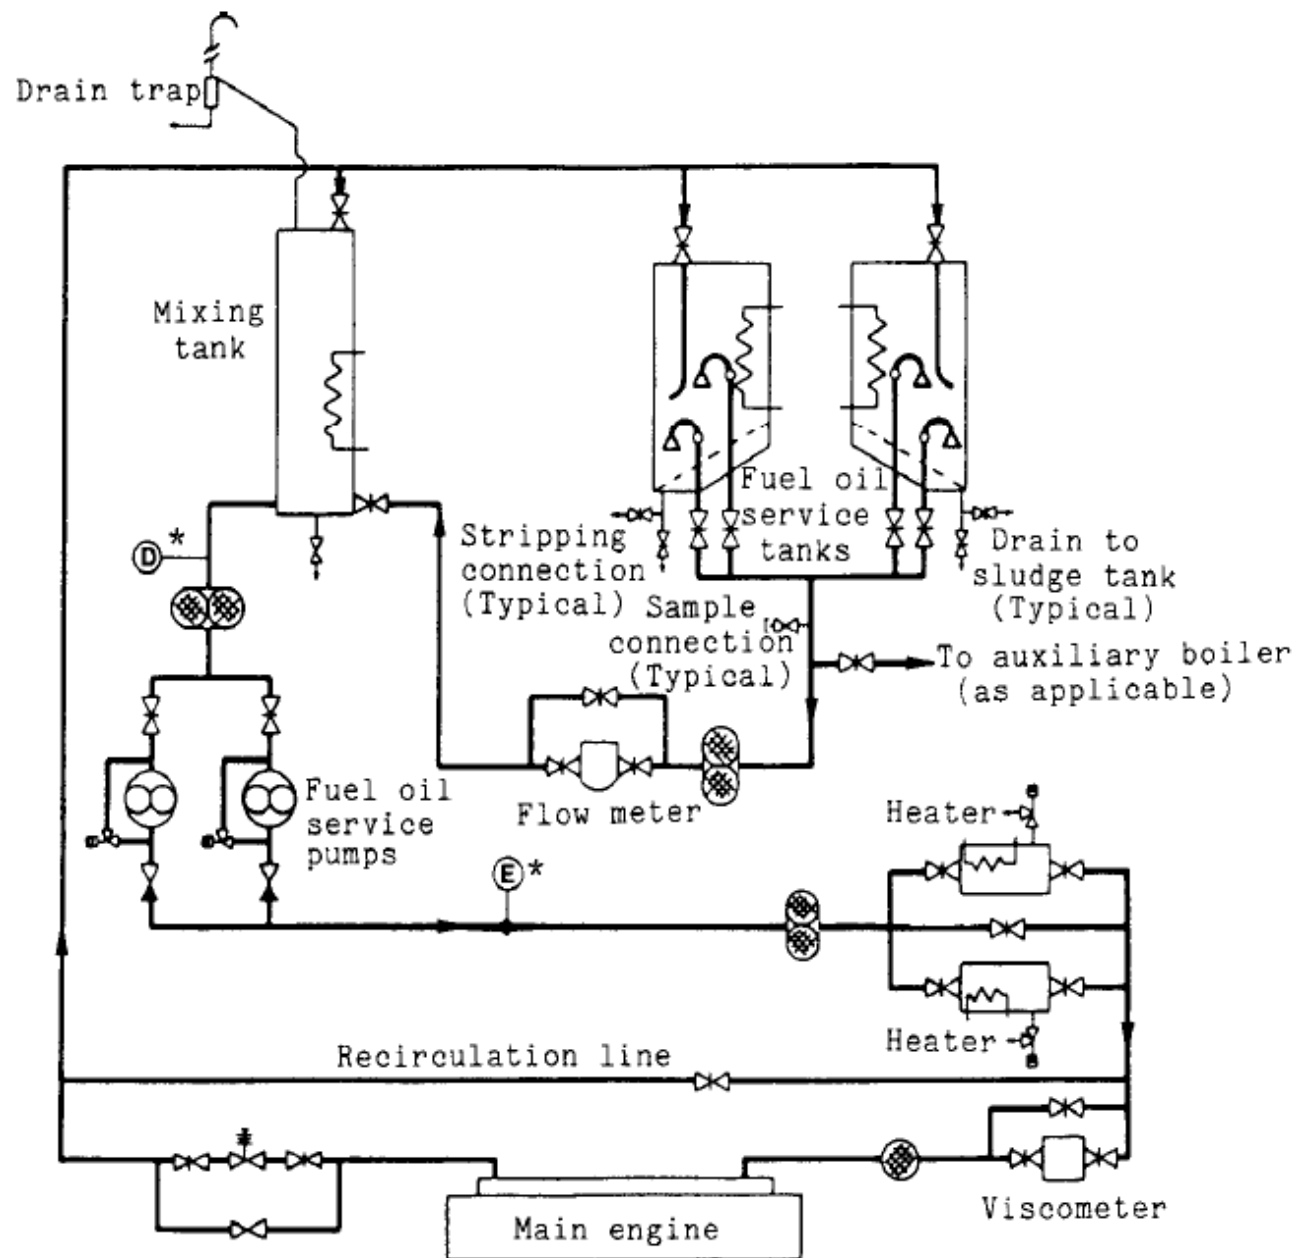 Drain trap
Mixing
tank
D *
Stripping
connection
(Typical)
Fuel oil
service
tanks
Drain to
sludge tank
(Typical)
Sample
connection
(Typical)
To auxiliary boiler
(as applicable)
Fuel oil
service
pumps
Flow meter
E *
Heater
Heater
Recirculation line
Viscometer
Main engine